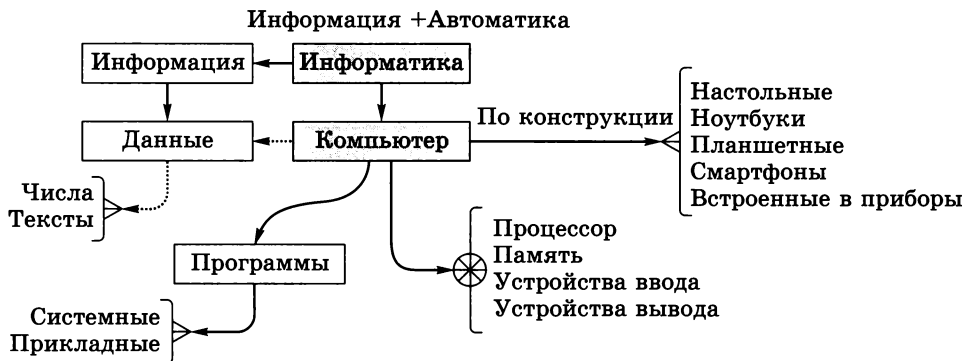 Информация +Автоматика
Информация
Информатика
Данные
Компьютер
По конструкции
Настольные
Ноутбуки
Планшетные
Смартфоны
Встроенные в приборы
Числа
Тексты
Программы
Процессор
Память
Устройства ввода
Устройства вывода
Системные
Прикладные